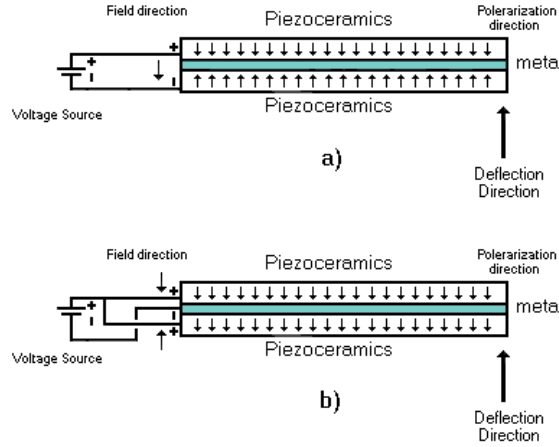 Field direction
Piezoceramics
Polerarization
direction
+
+
-
-
meta
Voltage Source
Piezoceramics
a)
Deflection
Direction
Field direction
Piezoceramics
Polerarization
direction
+
+
-
-
+
meta
Voltage Source
Piezoceramics
b)
Deflection
Direction